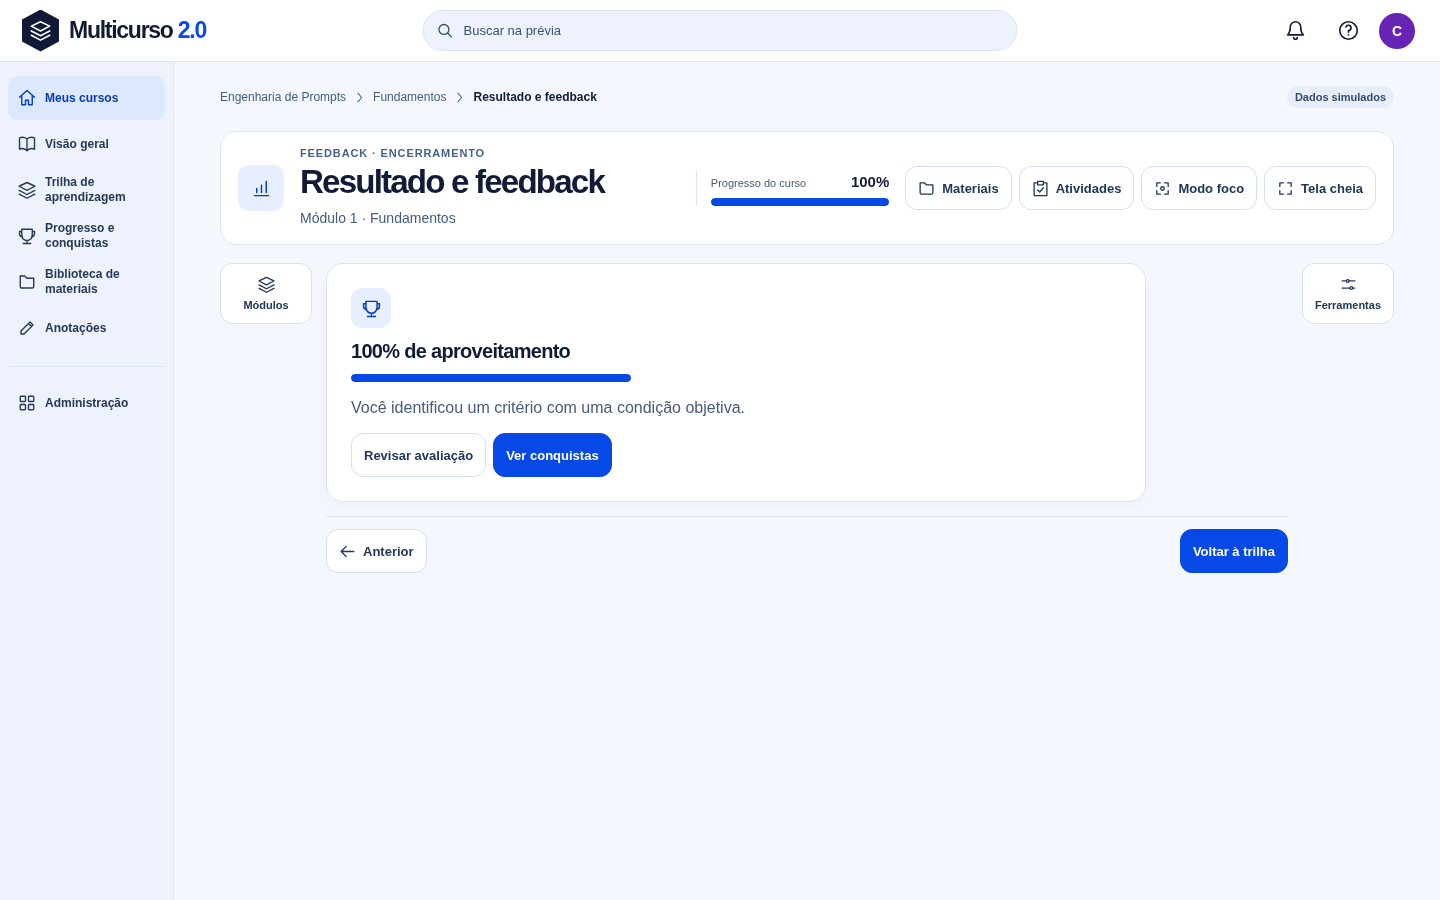 Multicurso 2.0
Buscar na prévia
C
Meus cursos
Visão geral
Trilha de
aprendizagem
Progresso e
conquistas
Biblioteca de
materiais
Anotações
Administração
Engenharia de Prompts
Fundamentos
Resultado e feedback
Dados simulados
FEEDBACK · ENCERRAMENTO
Resultado e feedback
Módulo 1 · Fundamentos
Progresso do curso
100%
Materiais
Atividades
Modo foco
Tela cheia
Módulos
100% de aproveitamento
Você identificou um critério com uma condição objetiva.
Revisar avaliação
Ver conquistas
Ferramentas
Anterior
Voltar à trilha